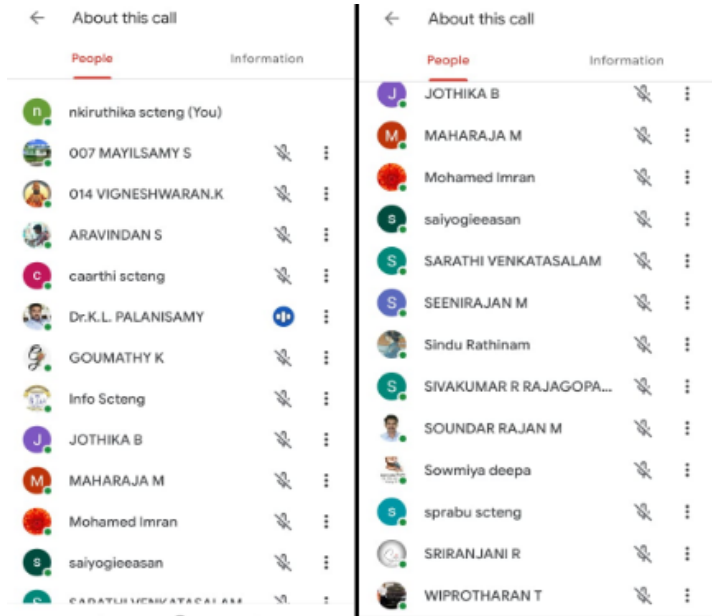 About this call
People Information
n nkiruthika scteng (You)
007 MAYILSAMY S
014 VIGNESHWARAN.K
ARAVINDAN S
c caarthi scteng
Dr.K.L. PALANISAMY
GOUMATHY K
Info Scteng
J JOTHIKA B
M MAHARAJA M
Mohamed Imran
s saiyogieeasan
S SARATHI VENKATASALAM
About this call
People Information
J JOTHIKA B
M MAHARAJA M
Mohamed Imran
s saiyogieeasan
S SARATHI VENKATASALAM
S SEENIRAJAN M
Sindu Rathinam
S SIVAKUMAR R RAJAGOPA...
SOUNDAR RAJAN M
Sowmiya deepa
s sprabu scteng
SRIRANJANI R
WIPROTHARAN T